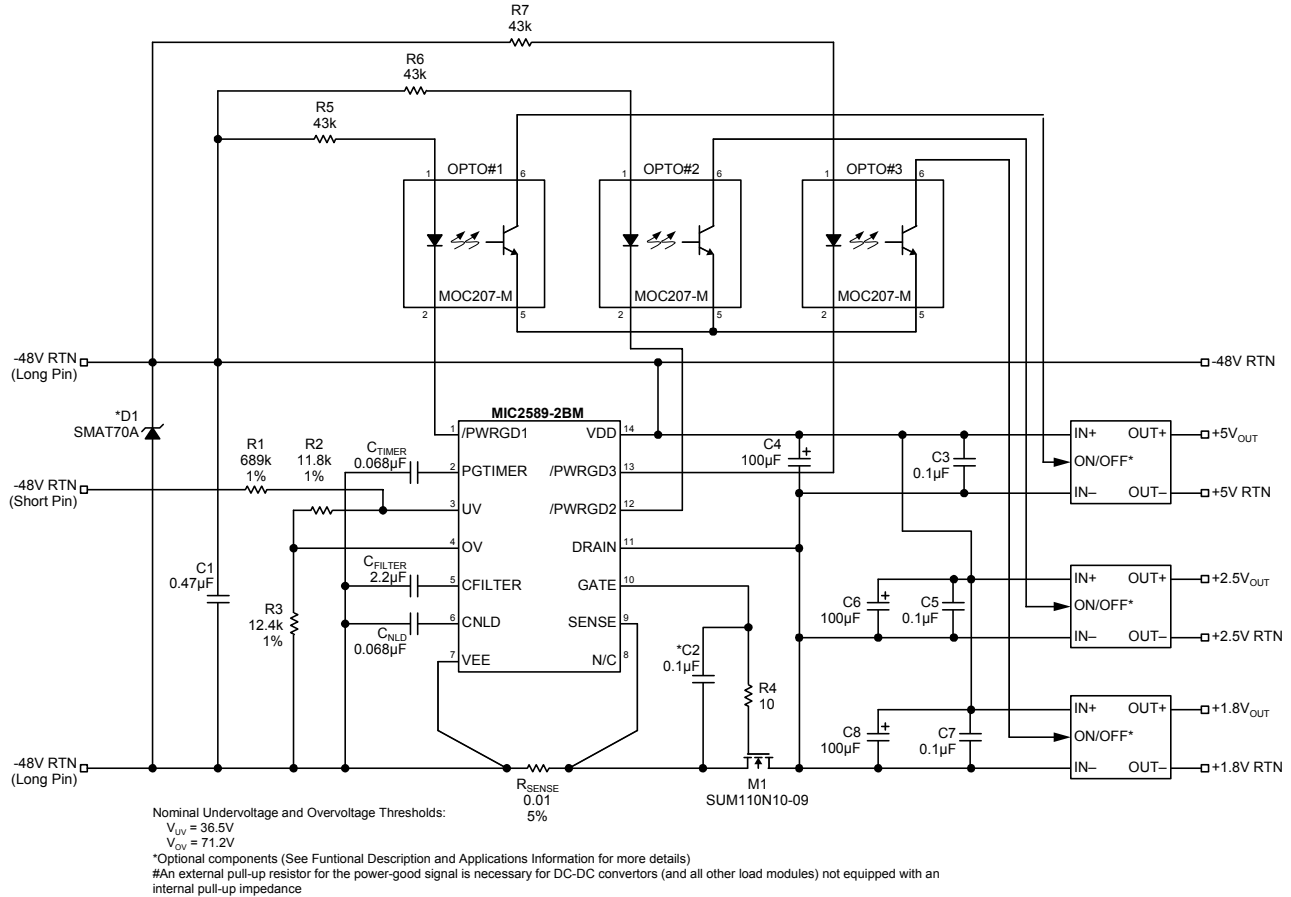 R7
43k
R6
43k
R5
43k
1 OPTO#1 6
1 OPTO#2 6
1 OPTO#3 6
MOC207-M
MOC207-M
MOC207-M
2 5
2 5
2 5
-48V RTN
(Long Pin)
-48V RTN
*D1
SMAT70A
MIC2589-2BM
R1
689k
1%
R2
11.8k
1%
CTIMER
0.068µF
-48V RTN
(Short Pin)
1 /PWRGD1
2 PGTIMER
3 UV
4 OV
5 CFILTER
6 CNLD
7 VEE
VDD 14
/PWRGD3 13
/PWRGD2 12
DRAIN 11
GATE 10
SENSE 9
N/C 8
C4
100µF
+
C3
0.1µF
IN+ OUT+
ON/OFF*
IN– OUT–
+5VOUT
+5V RTN
C1
0.47µF
R3
12.4k
1%
CFILTER
2.2µF
CNLD
0.068µF
*C2
0.1µF
R4
10
C6
100µF
+
C5
0.1µF
IN+ OUT+
ON/OFF*
IN– OUT–
+2.5VOUT
+2.5V RTN
C8
100µF
+
C7
0.1µF
IN+ OUT+
ON/OFF*
IN– OUT–
+1.8VOUT
+1.8V RTN
-48V RTN
(Long Pin)
RSENSE
0.01
5%
M1
SUM110N10-09
Nominal Undervoltage and Overvoltage Thresholds:
VUV = 36.5V
VOV = 71.2V
*Optional components (See Funtional Description and Applications Information for more details)
#An external pull-up resistor for the power-good signal is necessary for DC-DC convertors (and all other load modules) not equipped with an
internal pull-up impedance